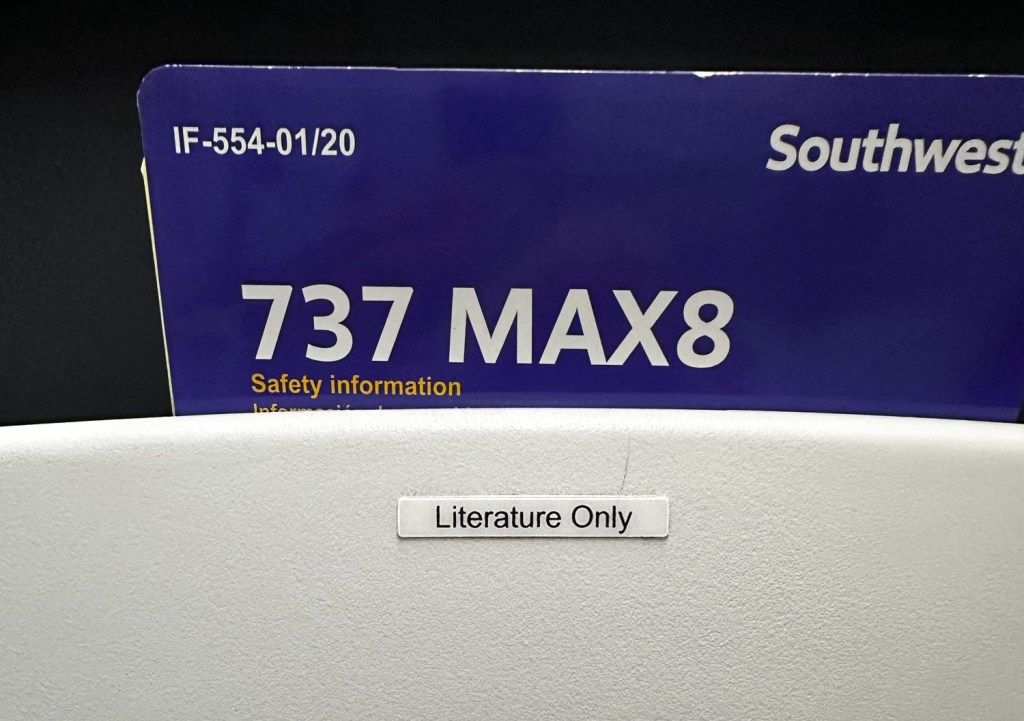 IF-554-01/20
Southwest
737 MAX8
Safety information
Literature Only